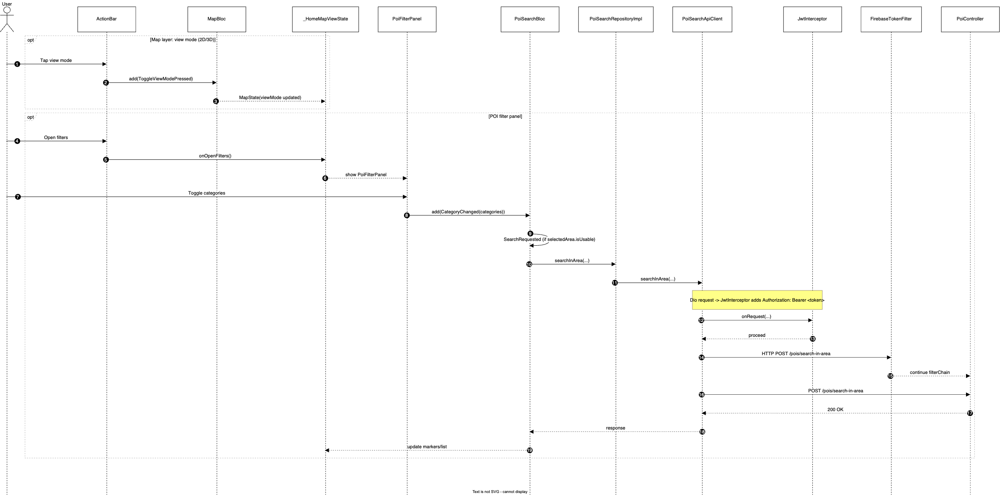 User
ActionBar
MapBloc
_HomeMapViewState
PoiFilterPanel
PoiSearchBloc
PoiSearchRepositoryImpl
PoiSearchApiClient
JwtInterceptor
FirebaseTokenFilter
PoiController
opt
[Map layer: view mode (2D/3D)]
1
Tap view mode
2
add(ToggleViewModePressed)
3
MapState(viewMode updated)
opt
[POI filter panel]
4
Open filters
5
onOpenFilters()
6
show PoiFilterPanel
7
Toggle categories
8
add(CategoryChanged(categories))
9
SearchRequested (if selectedArea.isUsable)
10
searchInArea(...)
11
searchInArea(...)
Dio request -> JwtInterceptor adds Authorization: Bearer <token>
12
onRequest(...)
13
proceed
14
HTTP POST /pois/search-in-area
15
continue filterChain
16
POST /pois/search-in-area
17
200 OK
18
response
19
update markers/list
Text is not SVG - cannot display